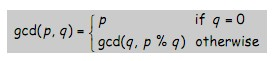 gcd(p, q) = { p if q = 0
gcd(q, p % q) otherwise